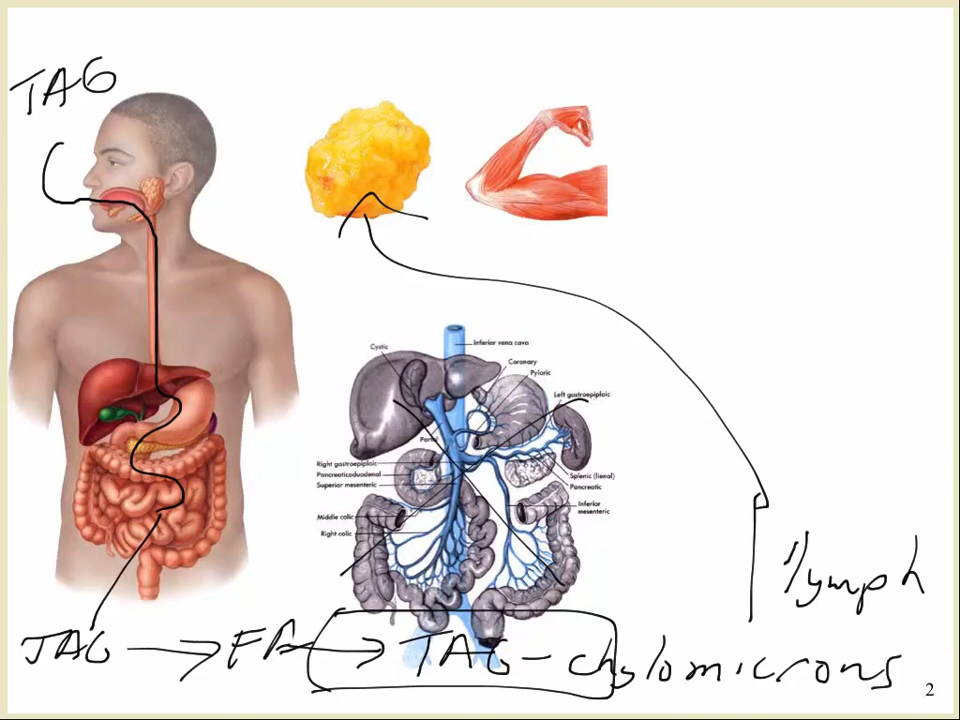 TAG
Inferior vena cava
Cystic
Coronary
Pyloric
Left gastroepiploic
Portal
Right gastroepiploic
Pancreaticoduodenal
Superior mesenteric
Splenic (lienal)
Pancreatic
Inferior
mesenteric
Middle colic
Right colic
lymph
TAG → FA → TAG - chylomicrons
2